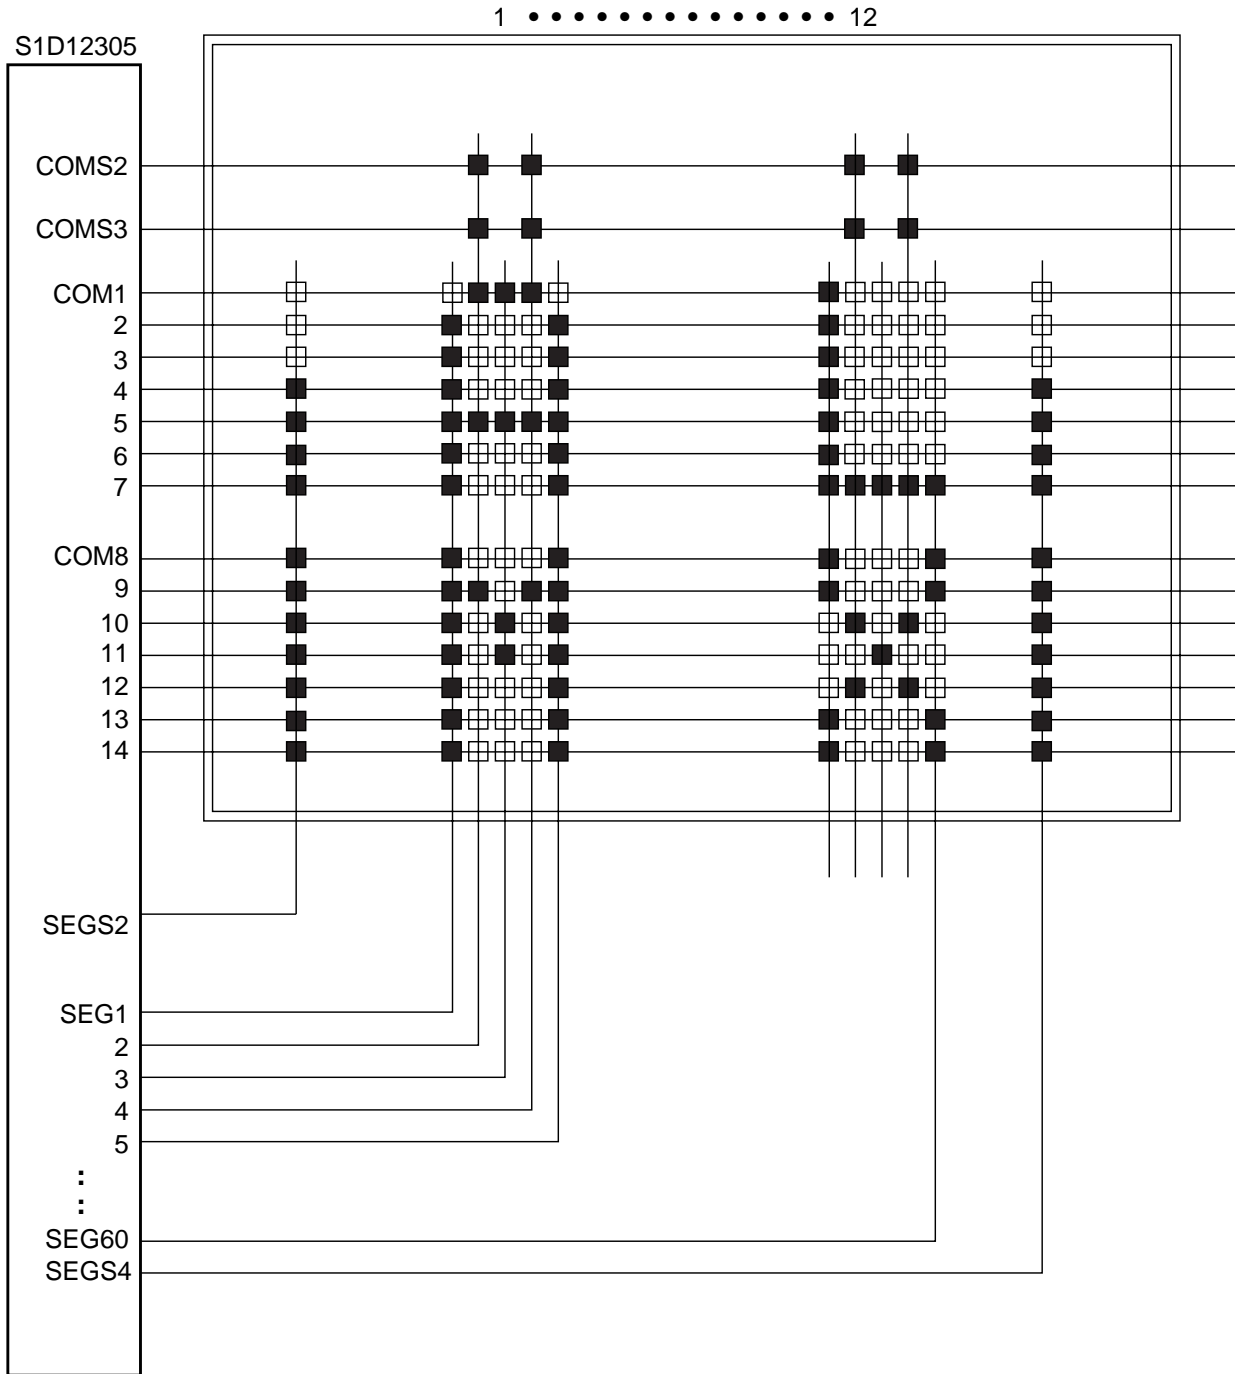 1 • • • • • • • • • • • • • • 12
S1D12305
COMS2
COMS3
COM1
2
3
4
5
6
7
COM8
9
10
11
12
13
14
SEGS2
SEG1
2
3
4
5
:
:
SEG60
SEGS4